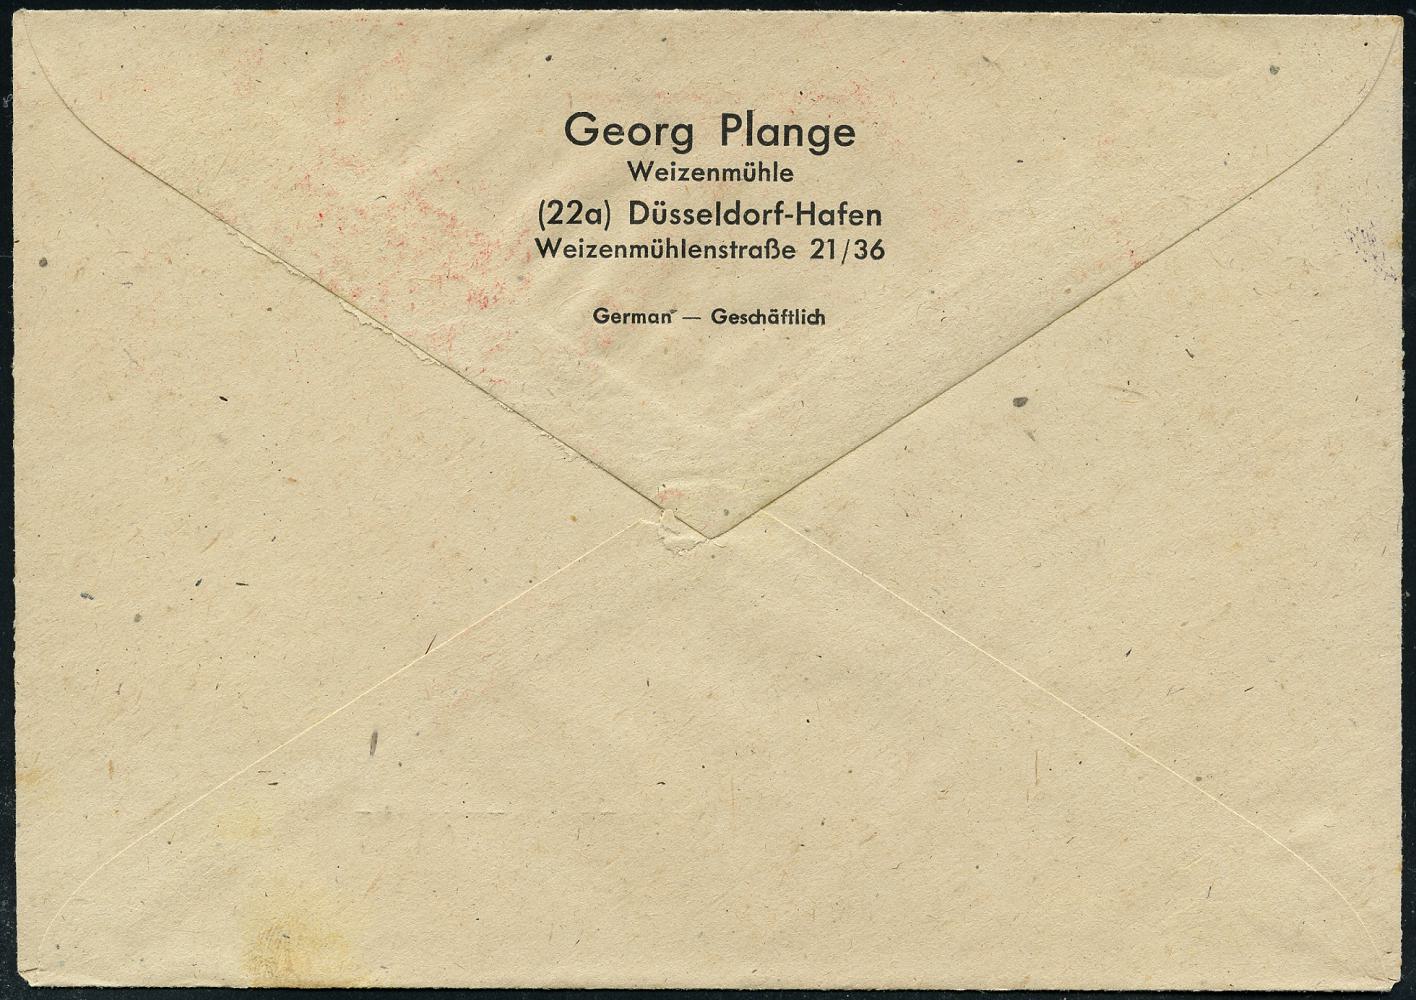 Georg Plange
Weizenmühle
(22a) Düsseldorf-Hafen
Weizenmühlenstraße 21/36
German — Geschäftlich